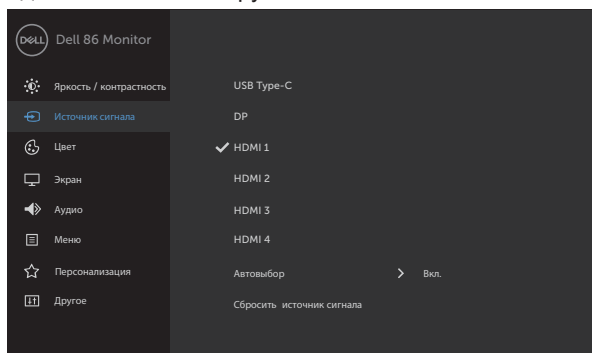 DELL Dell 86 Monitor
Яркость / контрастность
USB Type-C
Источник сигнала
DP
Цвет
HDMI 1
Экран
HDMI 2
Аудио
HDMI 3
Меню
HDMI 4
Персонализация
Автовыбор Вкл.
Другое
Сбросить источник сигнала